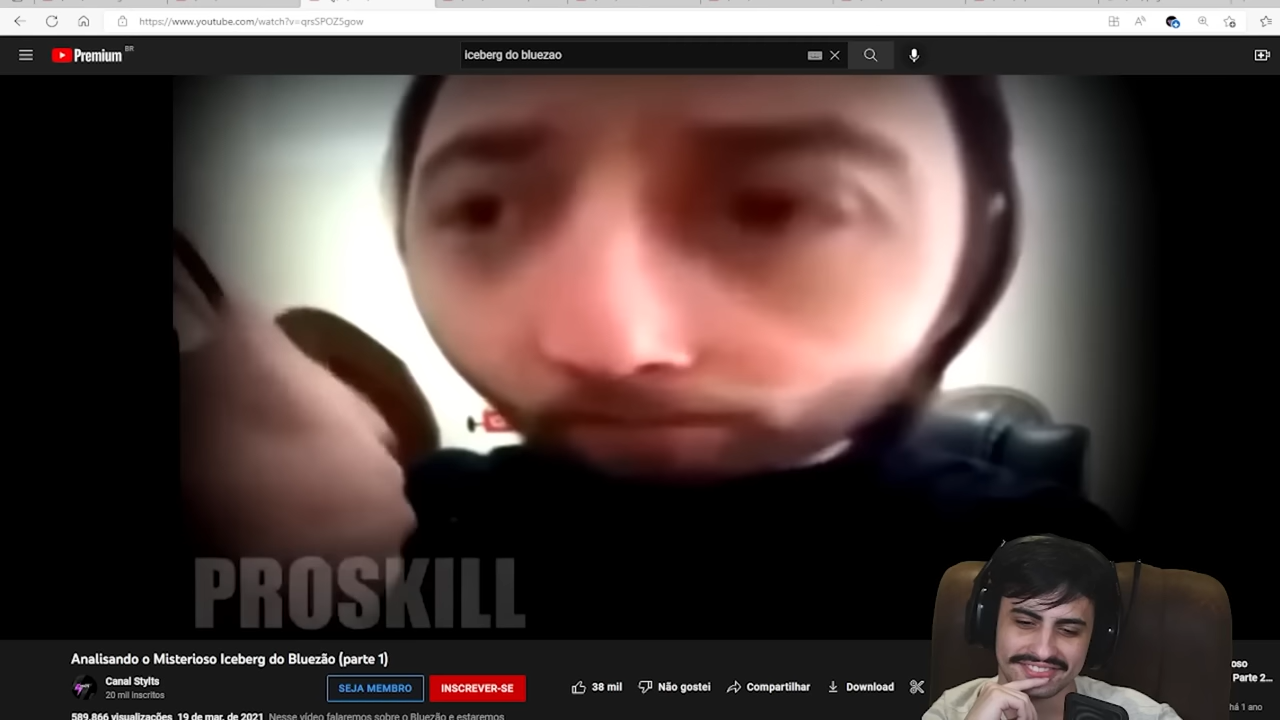 https://www.youtube.com/watch?v=qrsSPOZ5gow
Premium BR
iceberg do bluezao
PROSKILL
Analisando o Misterioso Iceberg do Bluezão (parte 1)
Canal Stylts
20 mil inscritos
SEJA MEMBRO
INSCREVER-SE
38 mil
Não gostei
Compartilhar
Download
589.866 visualizações 19 de mar. de 2021 Nesse vídeo falaremos sobre o Bluezão e estaremos
oso
Parte 2...
há 1 ano